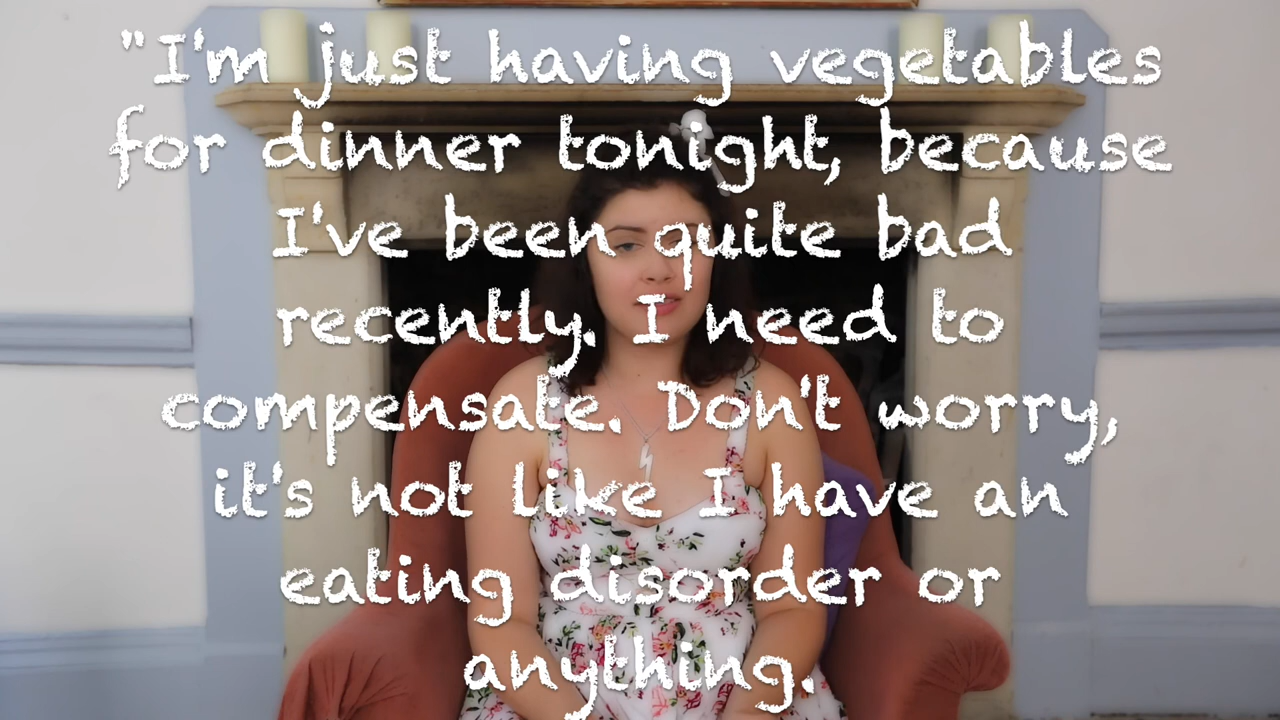 "I'm just having vegetables
for dinner tonight, because
I've been quite bad
recently. I need to
compensate. Don't worry,
it's not like I have an
eating disorder or
anything.